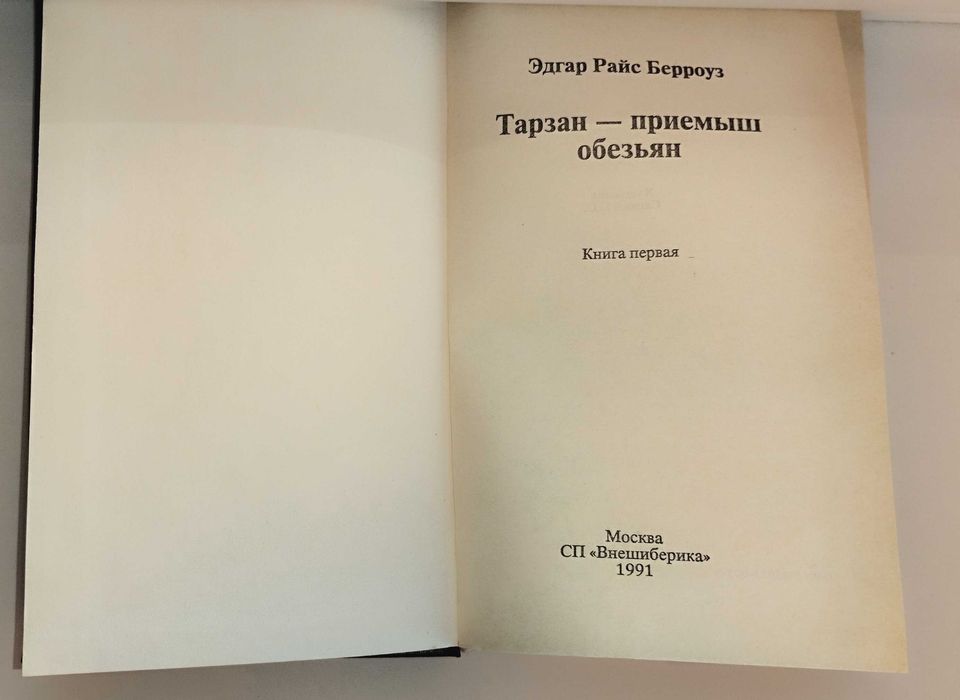 Эдгар Райс Берроуз
Тарзан — приемыш
обезьян
Книга первая
Москва
СП «Внешиберика»
1991